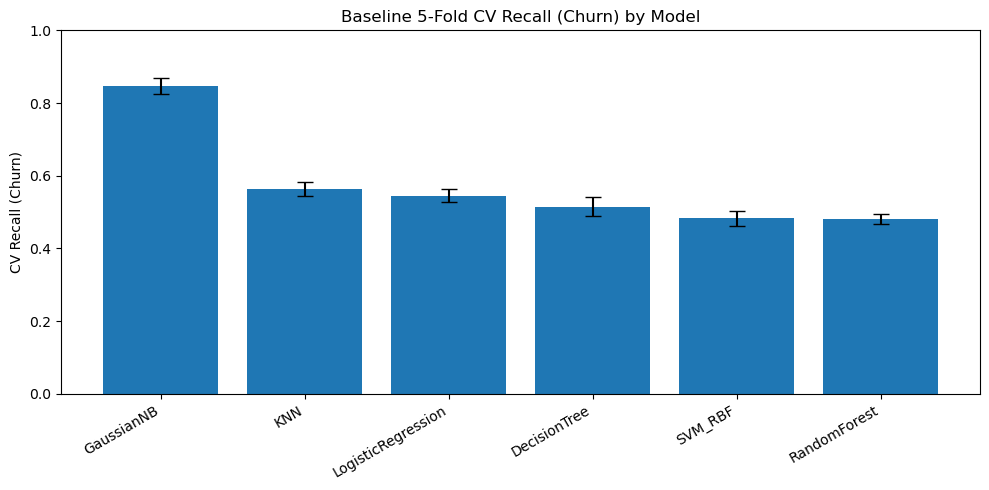 Baseline 5-Fold CV Recall (Churn) by Model
CV Recall (Churn)
1.0
0.8
0.6
0.4
0.2
0.0
GaussianNB
KNN
LogisticRegression
DecisionTree
SVM_RBF
RandomForest